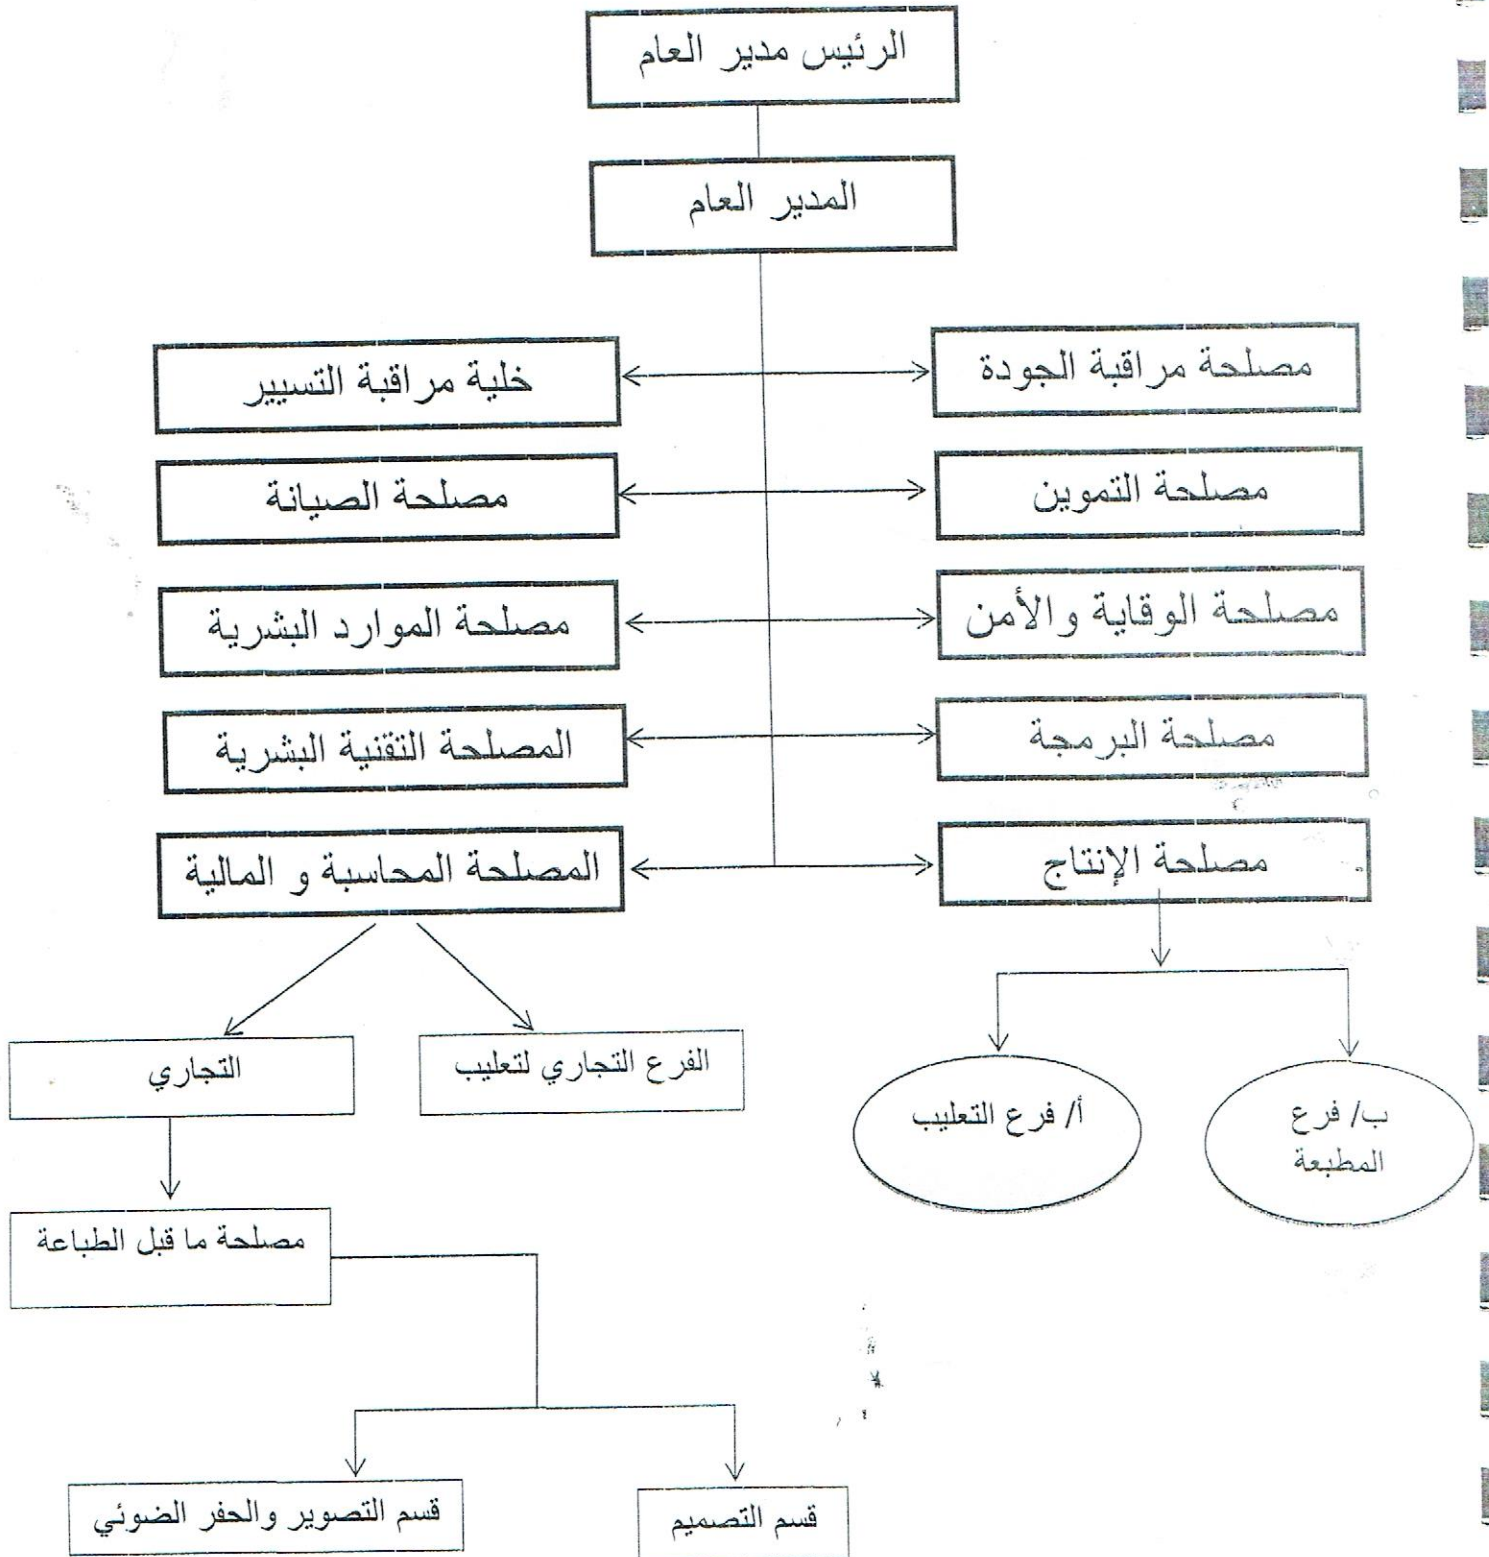 الرئيس مدير العام
المدير العام
مصلحة مراقبة الجودة
خلية مراقبة التسيير
مصلحة التموين
مصلحة الصيانة
مصلحة الوقاية والأمن
مصلحة الموارد البشرية
مصلحة البرمجة
المصلحة التقنية البشرية
مصلحة الإنتاج
المصلحة المحاسبة و المالية
الفرع التجاري لتعليب
التجاري
ب/ فرع
المطبعة
أ/ فرع التعليب
مصلحة ما قبل الطباعة
قسم التصميم
قسم التصوير والحفر الضوئي